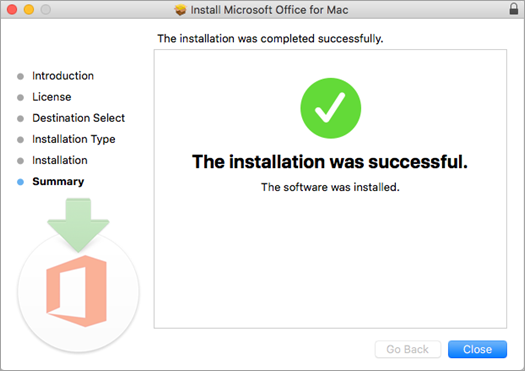 Install Microsoft Office for Mac
The installation was completed successfully.
Introduction
License
Destination Select
Installation Type
Installation
Summary
The installation was successful.
The software was installed.
Go Back
Close